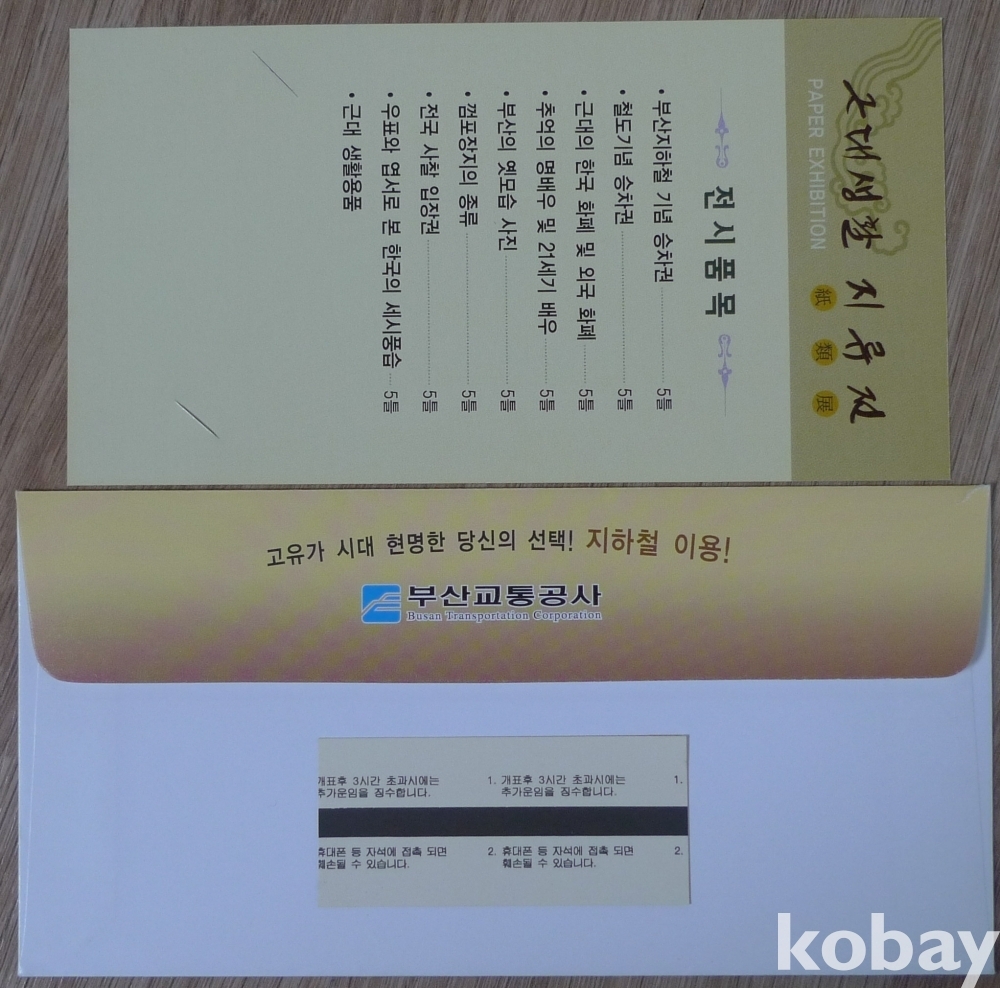 근대생활 지류전
PAPER EXHIBITION 紙 類 展
전시품목
• 부산지하철 기념 승차권 5틀
• 철도기념 승차권 5틀
• 근대의 한국 화폐 및 외국 화폐 5틀
• 추억의 명배우 및 21세기 배우 5틀
• 부산의 옛모습 사진 5틀
• 껌포장지의 종류 5틀
• 전국 사찰 입장권 5틀
• 우표와 엽서로 본 한국의 세시풍습 5틀
• 근대 생활용품
고유가 시대 현명한 당신의 선택! 지하철 이용!
부산교통공사
Busan Transportation Corporation
개표후 3시간 초과시에는 1. 개표후 3시간 초과시에는 1.
추가운임을 징수합니다. 추가운임을 징수합니다.
휴대폰 등 자석에 접촉 되면 2. 휴대폰 등 자석에 접촉 되면 2.
훼손될 수 있습니다. 훼손될 수 있습니다.
kobay